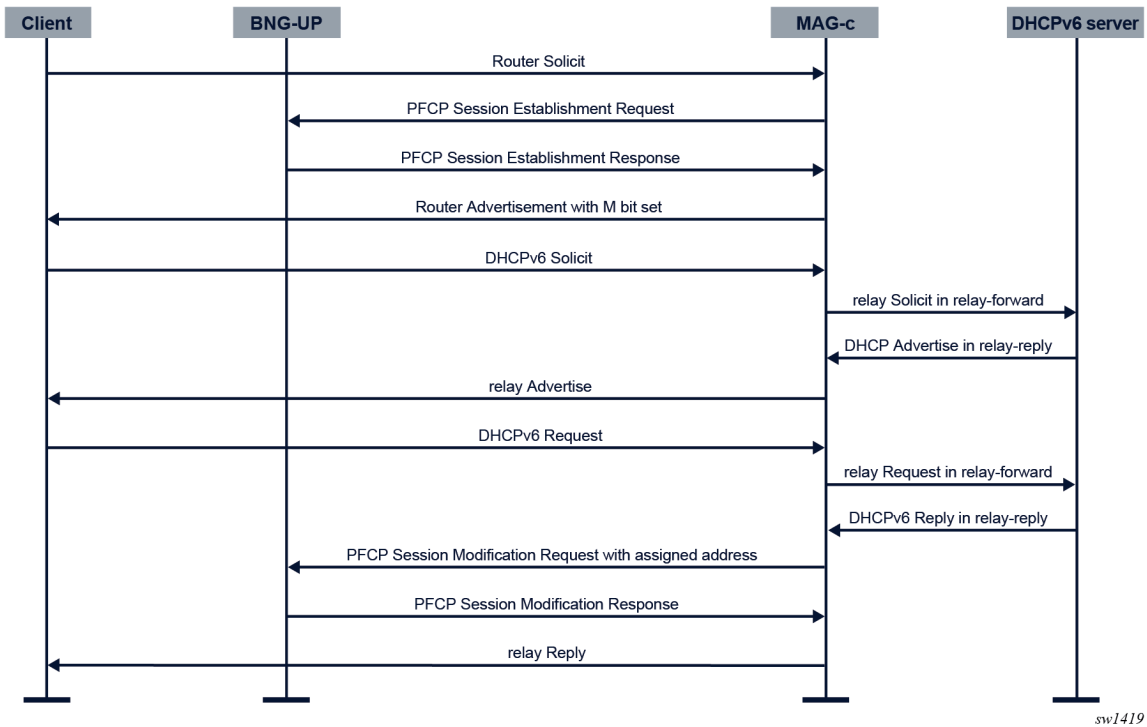 Client
BNG-UP
MAG-c
DHCPv6 server
Router Solicit
PFCP Session Establishment Request
PFCP Session Establishment Response
Router Advertisement with M bit set
DHCPv6 Solicit
relay Solicit in relay-forward
DHCP Advertise in relay-reply
relay Advertise
DHCPv6 Request
relay Request in relay-forward
DHCPv6 Reply in relay-reply
PFCP Session Modification Request with assigned address
PFCP Session Modification Response
relay Reply
sw1419